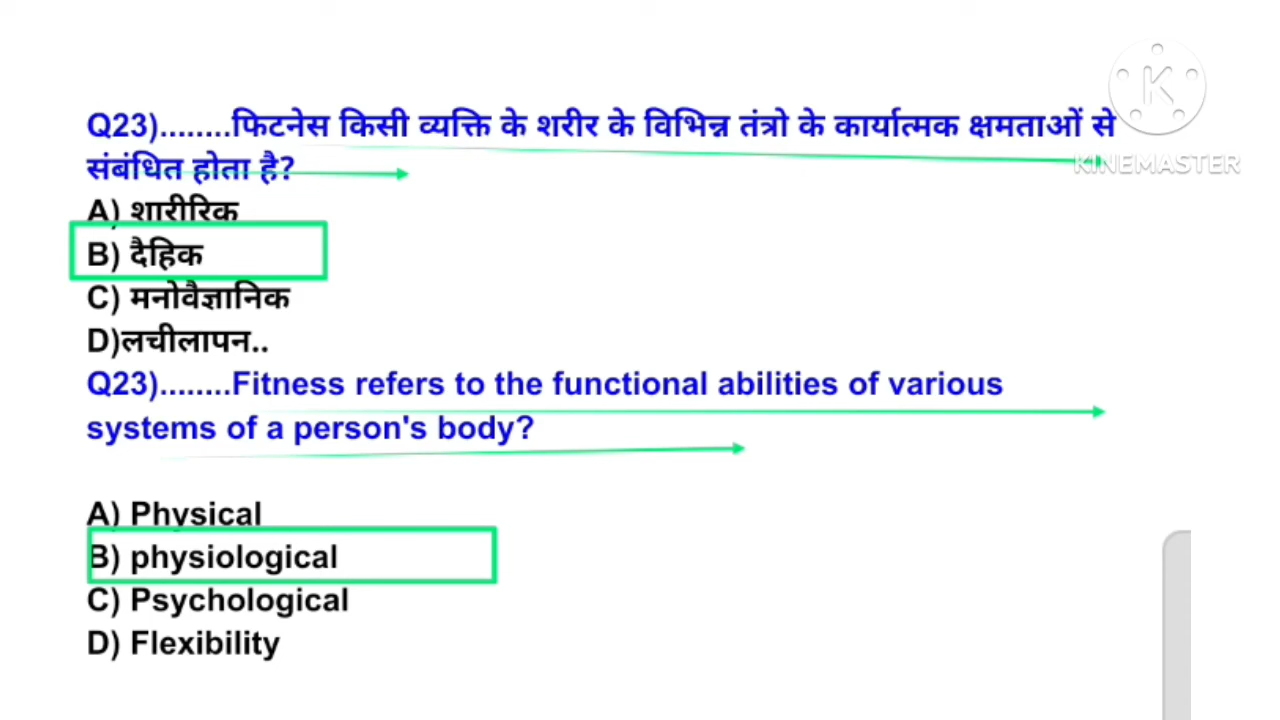 Q23)........फिटनेस किसी व्यक्ति के शरीर के विभिन्न तंत्रो के कार्यात्मक क्षमताओं से
संबंधित होता है?
A) शारीरिक
B) दैहिक
C) मनोवैज्ञानिक
D)लचीलापन..
Q23)........Fitness refers to the functional abilities of various
systems of a person's body?
A) Physical
B) physiological
C) Psychological
D) Flexibility
K
KINEMASTER